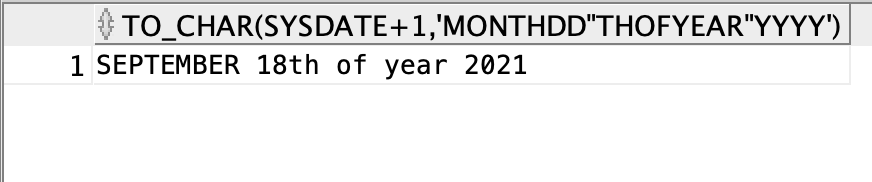 TO_CHAR(SYSDATE+1,'MONTHDD"THOFYEAR"YYYY')
1 SEPTEMBER 18th of year 2021